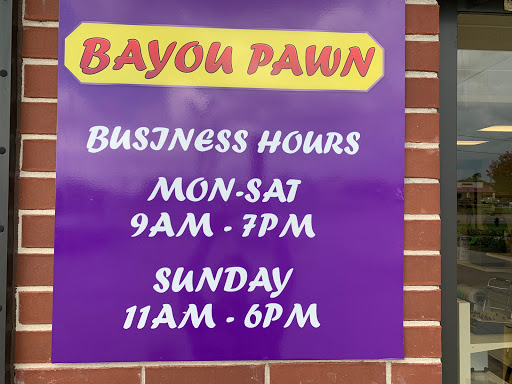 BAYOU PAWN
BUSINESS HOURS
MON-SAT
9AM - 7PM
SUNDAY
11AM - 6PM